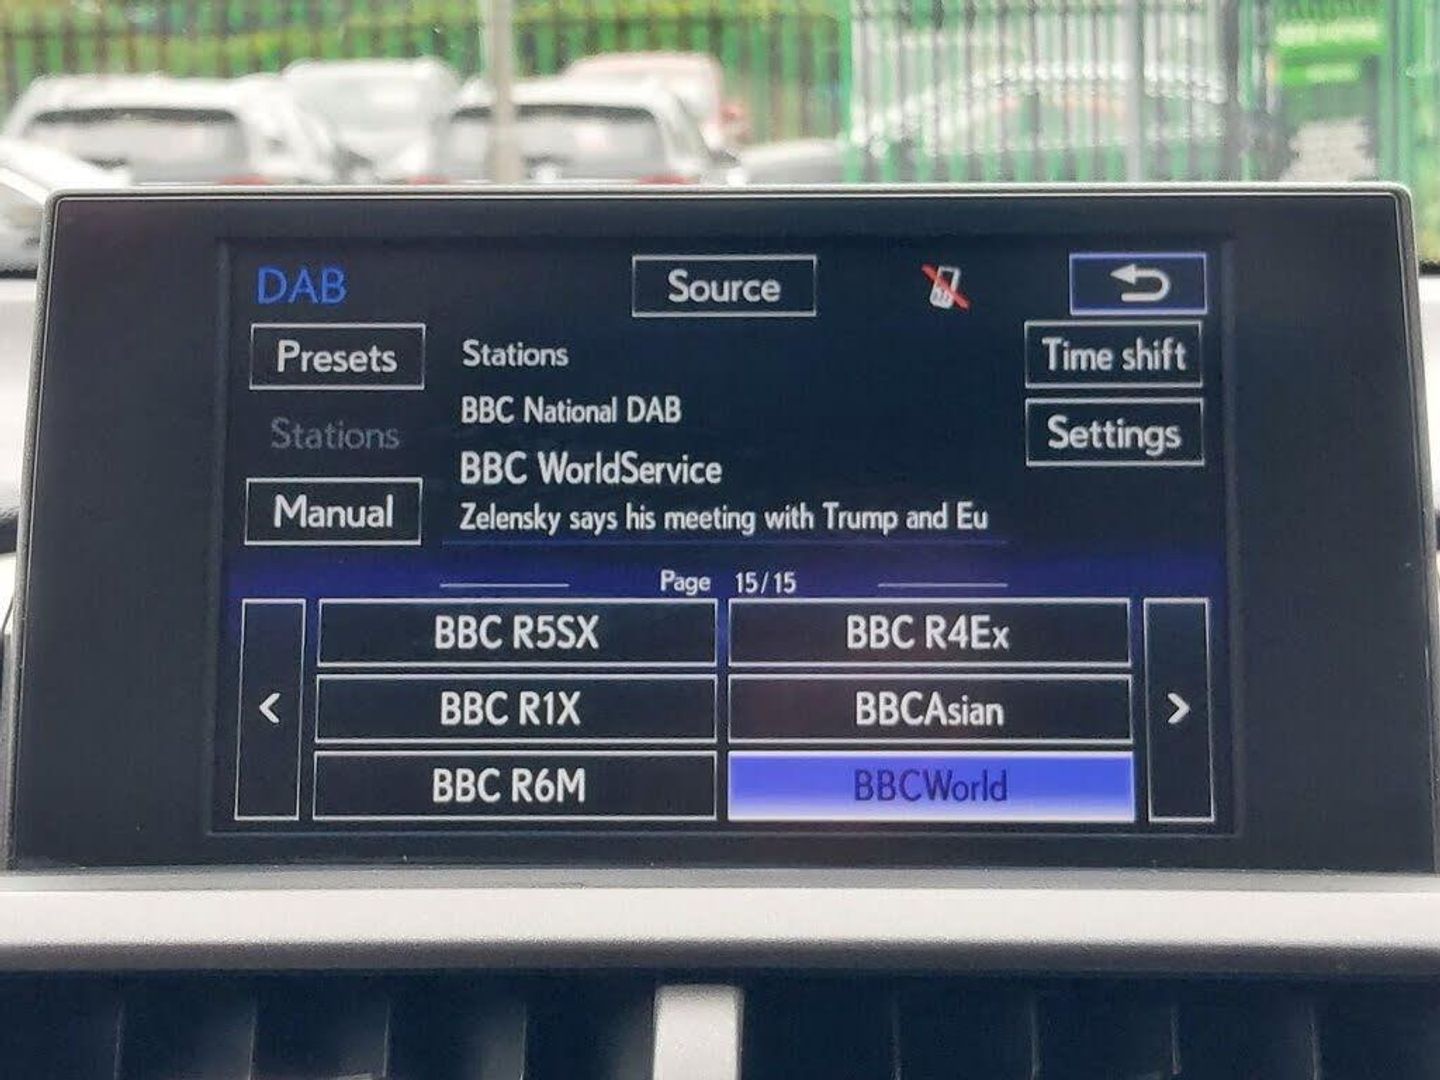 DAB
Source
Presets
Stations
Time shift
BBC National DAB
Stations
Settings
BBC WorldService
Manual
Zelensky says his meeting with Trump and Eu
Page 15/15
<
BBC R5SX
BBC R4Ex
BBC R1X
BBCAsian
BBC R6M
BBCWorld
>